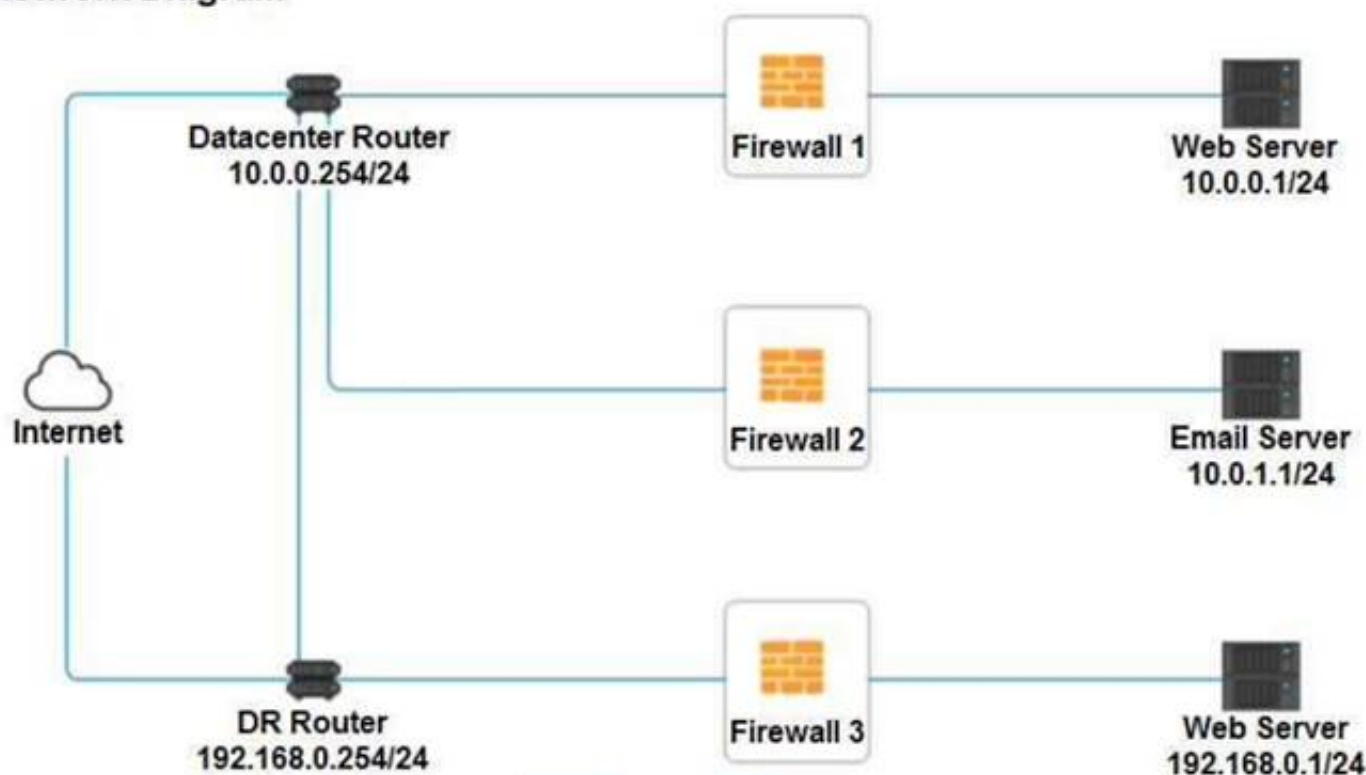 Datacenter Router
10.0.0.254/24
Firewall 1
Web Server
10.0.0.1/24
Internet
Firewall 2
Email Server
10.0.1.1/24
DR Router
192.168.0.254/24
Firewall 3
Web Server
192.168.0.1/24